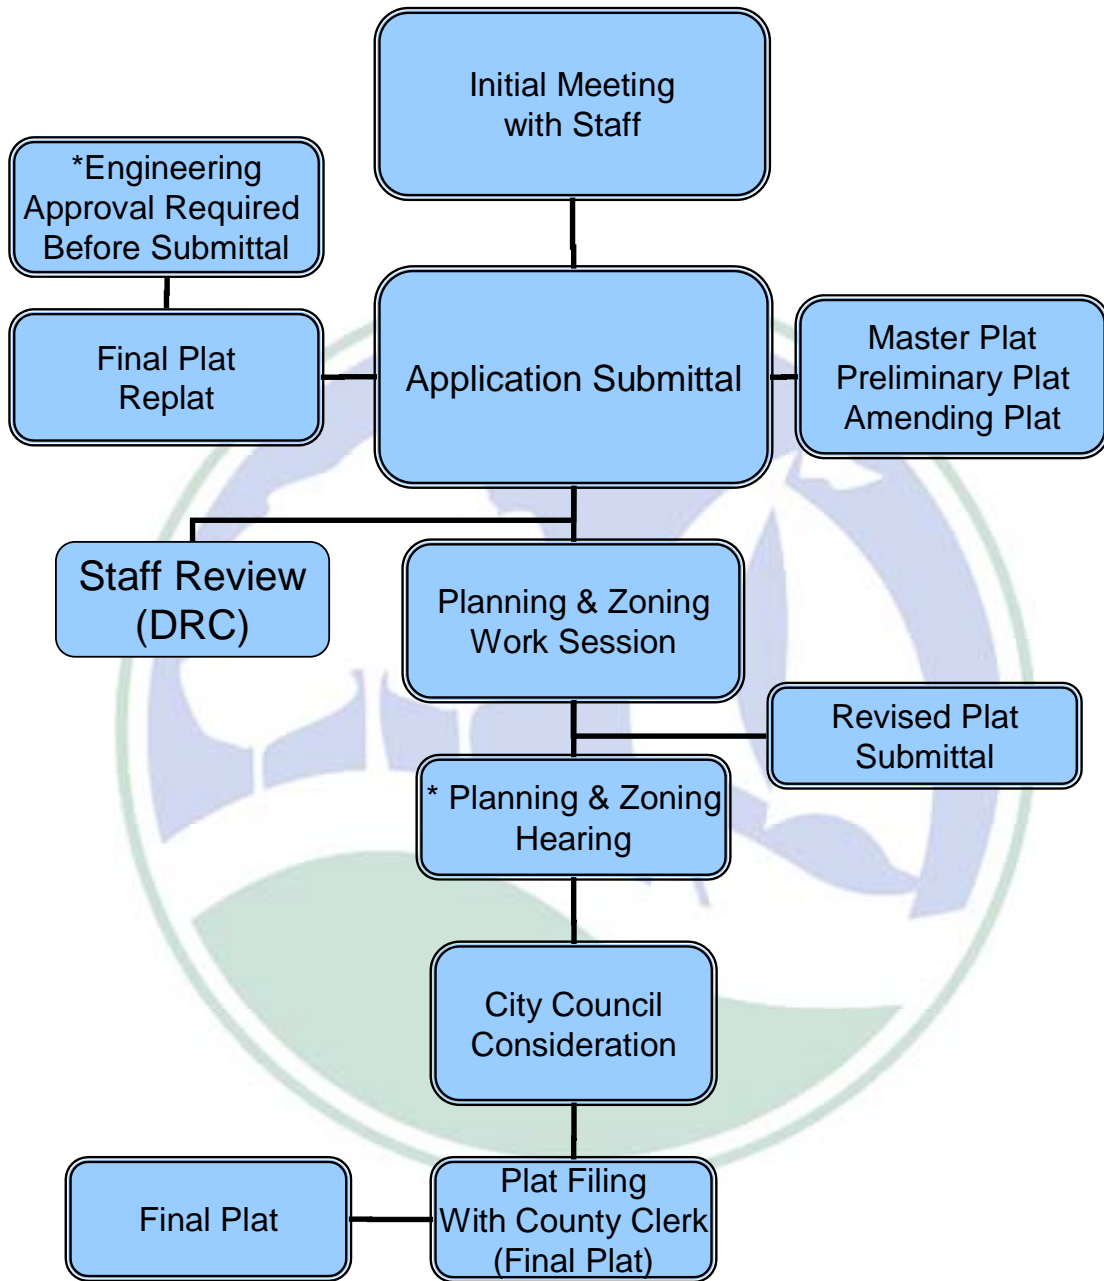 Initial Meeting
with Staff
*Engineering
Approval Required
Before Submittal
Final Plat
Replat
Application Submittal
Master Plat
Preliminary Plat
Amending Plat
Staff Review
(DRC)
Planning & Zoning
Work Session
Revised Plat
Submittal
* Planning & Zoning
Hearing
City Council
Consideration
Final Plat
Plat Filing
With County Clerk
(Final Plat)